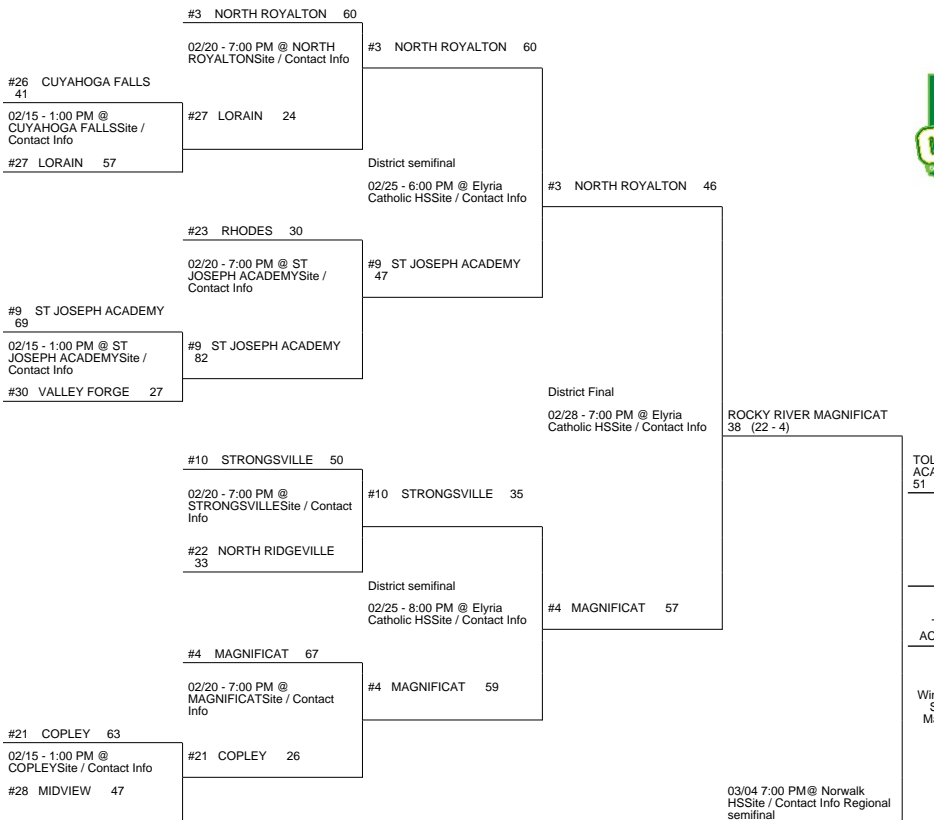 #3 NORTH ROYALTON 60
02/20 - 7:00 PM @ NORTH
ROYALTONSite / Contact Info
#3 NORTH ROYALTON 60
#26 CUYAHOGA FALLS
41
02/15 - 1:00 PM @
CUYAHOGA FALLSSite /
Contact Info
#27 LORAIN 57
#27 LORAIN 24
District semifinal
02/25 - 6:00 PM @ Elyria
Catholic HSSite / Contact Info
#3 NORTH ROYALTON 46
#23 RHODES 30
02/20 - 7:00 PM @ ST
JOSEPH ACADEMYSite /
Contact Info
#9 ST JOSEPH ACADEMY
47
#9 ST JOSEPH ACADEMY
69
02/15 - 1:00 PM @ ST
JOSEPH ACADEMYSite /
Contact Info
#30 VALLEY FORGE 27
#9 ST JOSEPH ACADEMY
82
District Final
02/28 - 7:00 PM @ Elyria
Catholic HSSite / Contact Info
ROCKY RIVER MAGNIFICAT
38 (22 - 4)
#10 STRONGSVILLE 50
02/20 - 7:00 PM @
STRONGSVILLESite / Contact
Info
#10 STRONGSVILLE 35
#22 NORTH RIDGEVILLE
33
District semifinal
02/25 - 8:00 PM @ Elyria
Catholic HSSite / Contact Info
#4 MAGNIFICAT 57
#4 MAGNIFICAT 67
02/20 - 7:00 PM @
MAGNIFICATSite / Contact
Info
#4 MAGNIFICAT 59
#21 COPLEY 63
02/15 - 1:00 PM @
COPLEYSite / Contact Info
#28 MIDVIEW 47
#21 COPLEY 26
03/04 7:00 PM@ Norwalk
HSSite / Contact Info Regional
semifinal
51